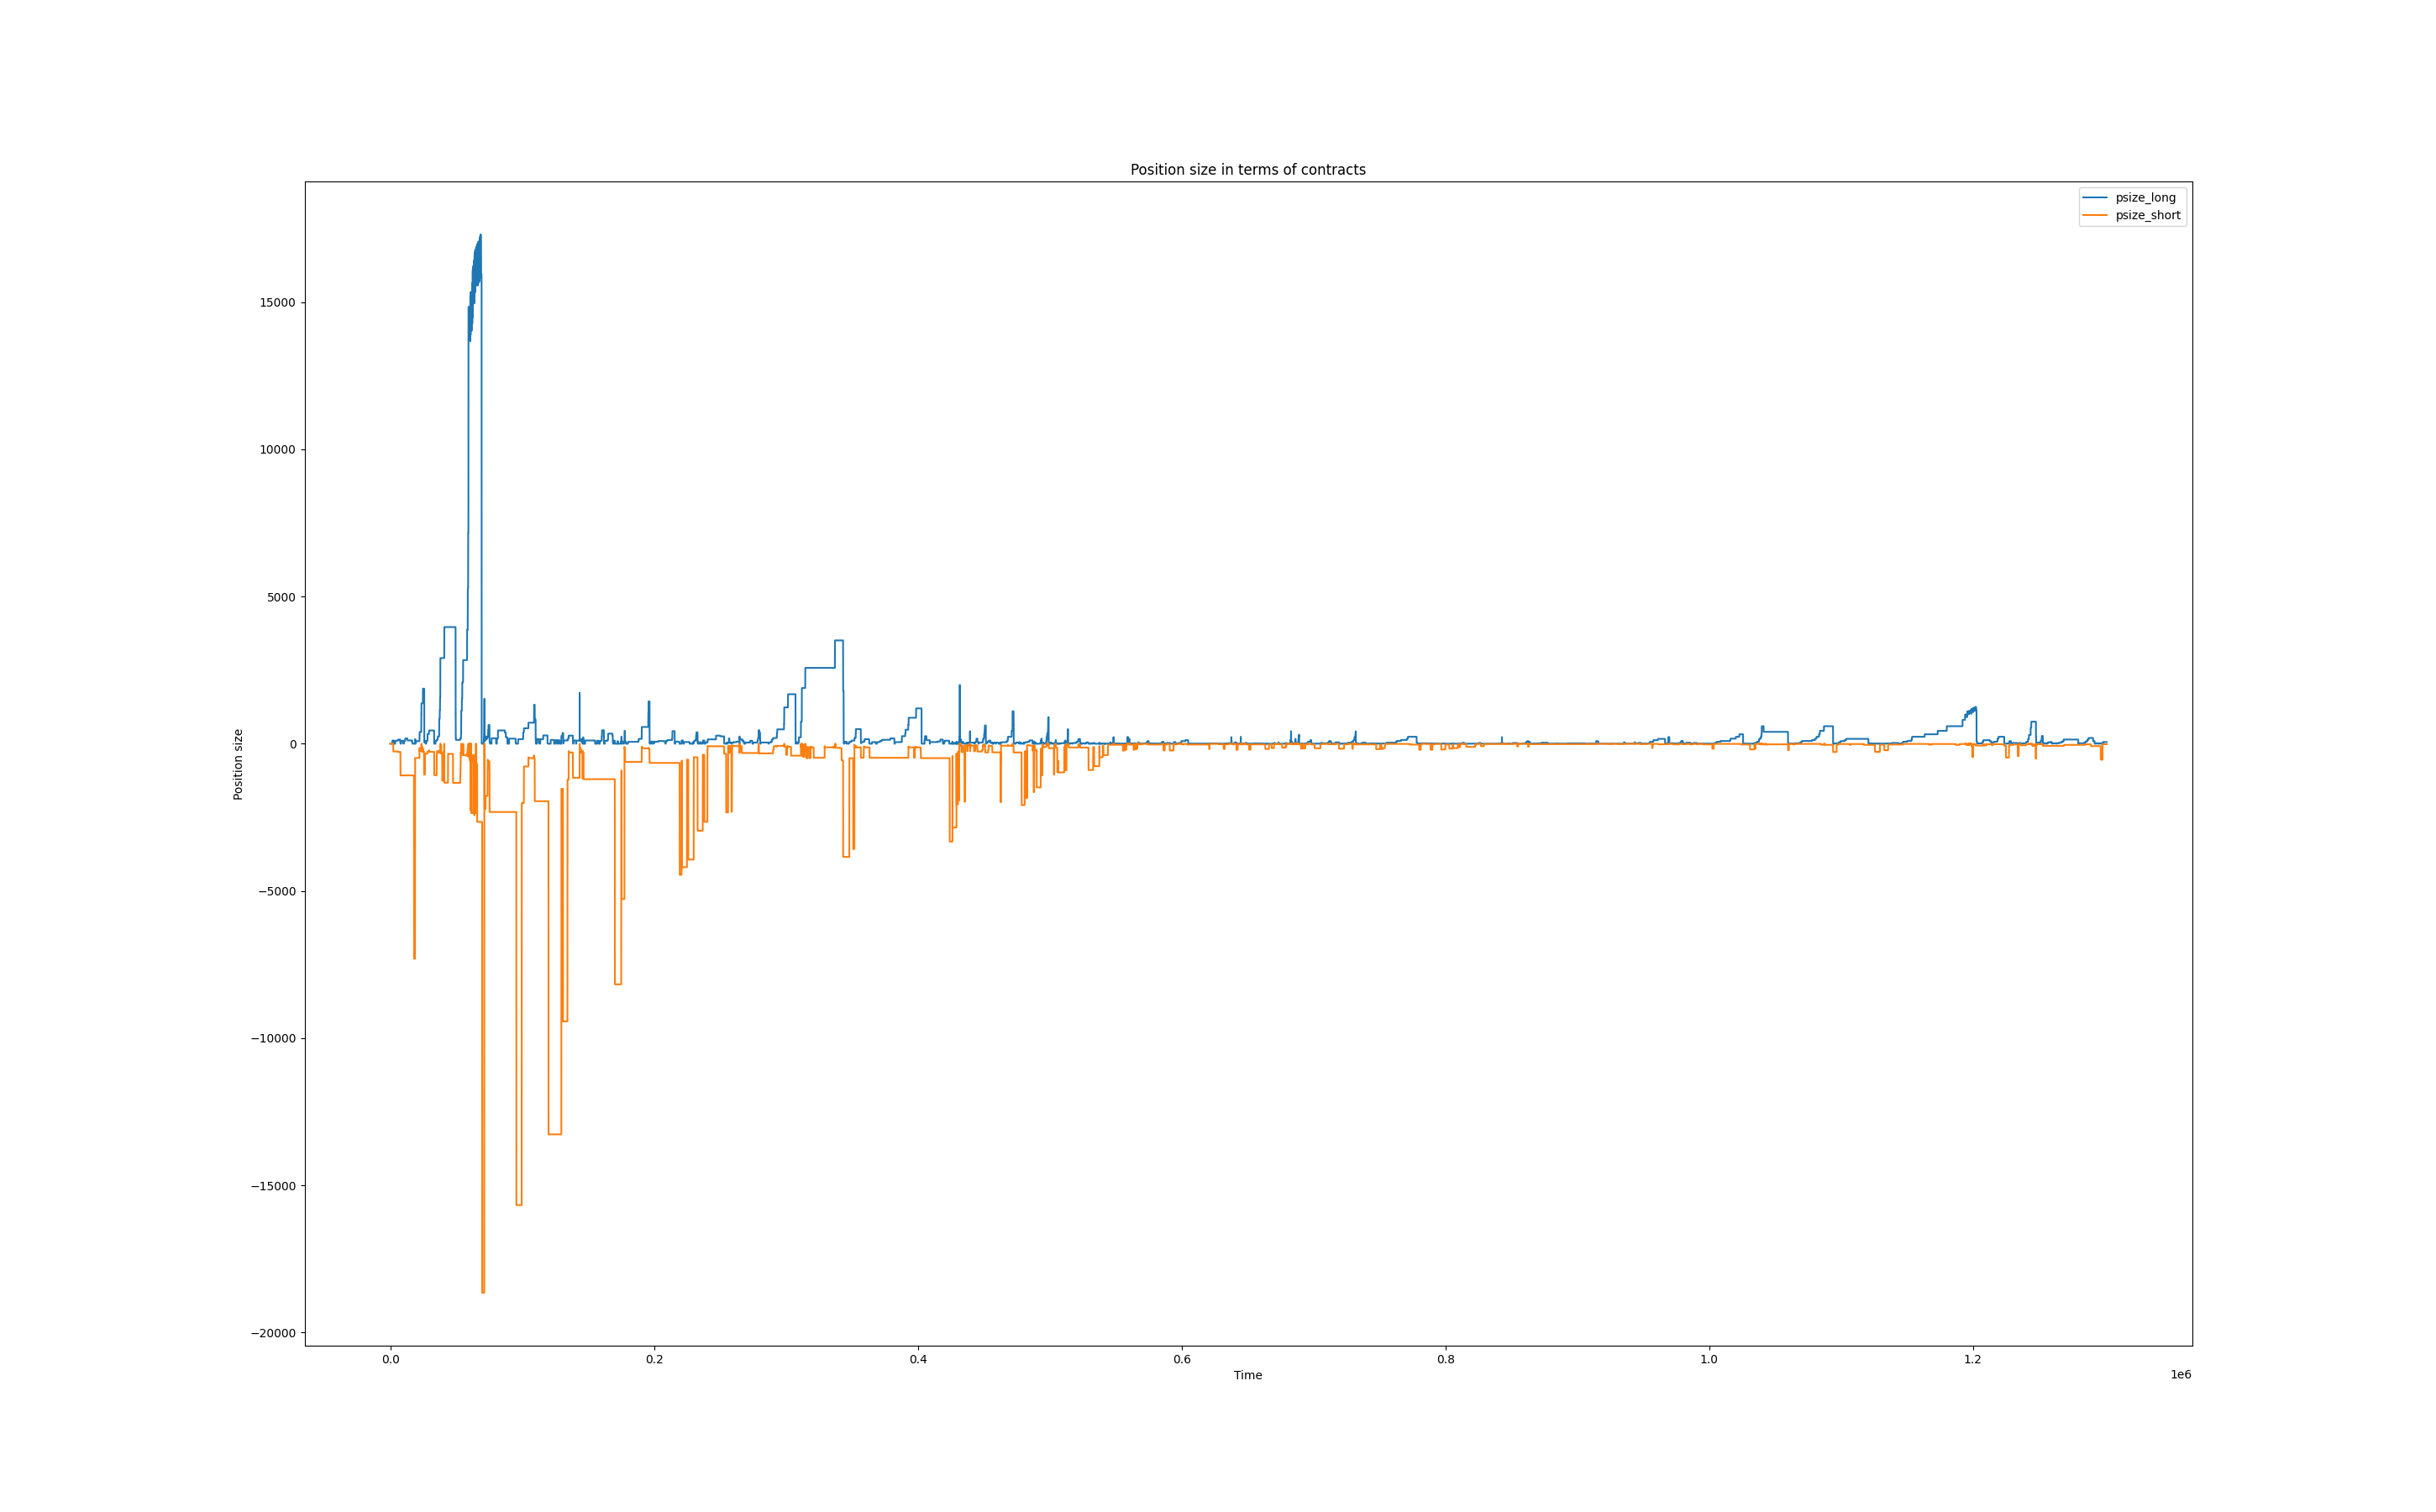 Position size in terms of contracts
psize_long
psize_short
15000
10000
5000
0
−5000
−10000
−15000
−20000
Position size
0.0 0.2 0.4 0.6 0.8 1.0 1.2
Time
1e6